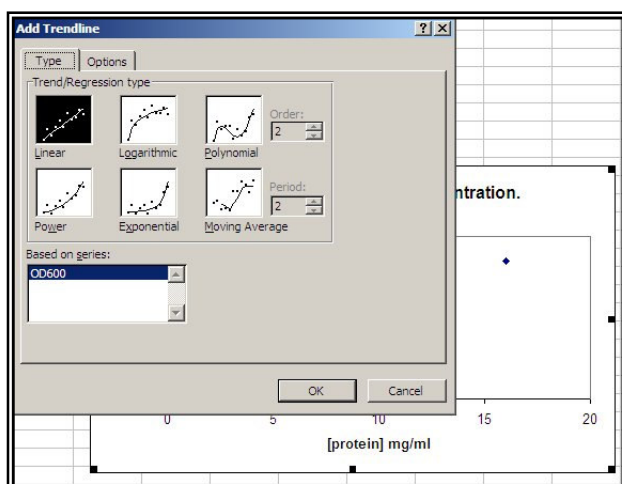 Add Trendline
Type Options
Trend/Regression type
Order:
2
Linear Logarithmic Polynomial
Period:
2
Power Exponential Moving Average
Based on series:
OD600
OK Cancel
ntration.
0 5 10 15 20
[protein] mg/ml